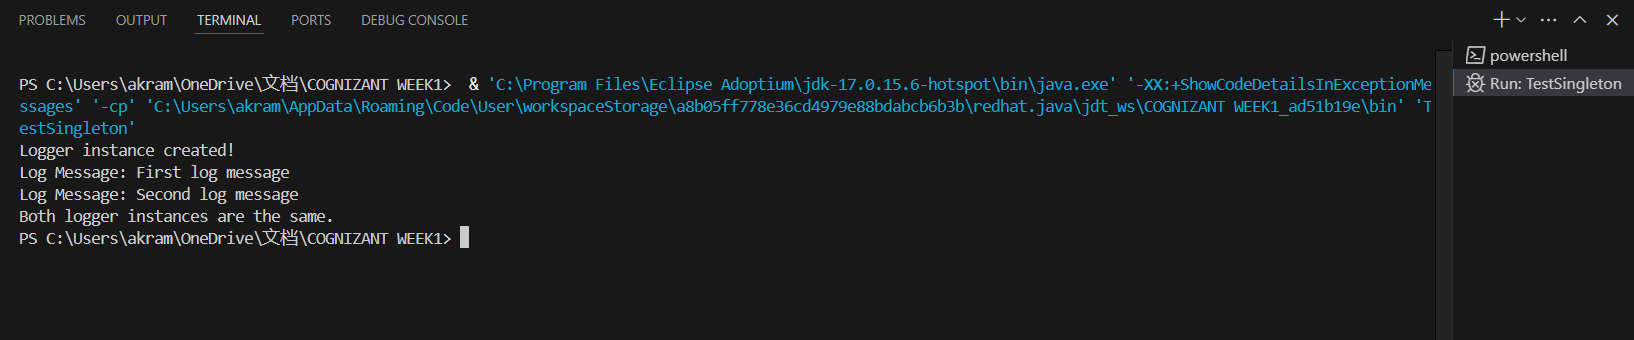 PROBLEMS OUTPUT TERMINAL PORTS DEBUG CONSOLE
powershell
Run: TestSingleton
PS C:\Users\akram\OneDrive\文档\COGNIZANT WEEK1>  & 'C:\Program Files\Eclipse Adoptium\jdk-17.0.15.6-hotspot\bin\java.exe' '-XX:+ShowCodeDetailsInExceptionMe
ssages' '-cp' 'C:\Users\akram\AppData\Roaming\Code\User\workspaceStorage\a8b05ff778e36cd4979e88bdabcb6b3b\redhat.java\jdt_ws\COGNIZANT WEEK1_ad51b19e\bin' 'T
estSingleton'
Logger instance created!
Log Message: First log message
Log Message: Second log message
Both logger instances are the same.
PS C:\Users\akram\OneDrive\文档\COGNIZANT WEEK1>